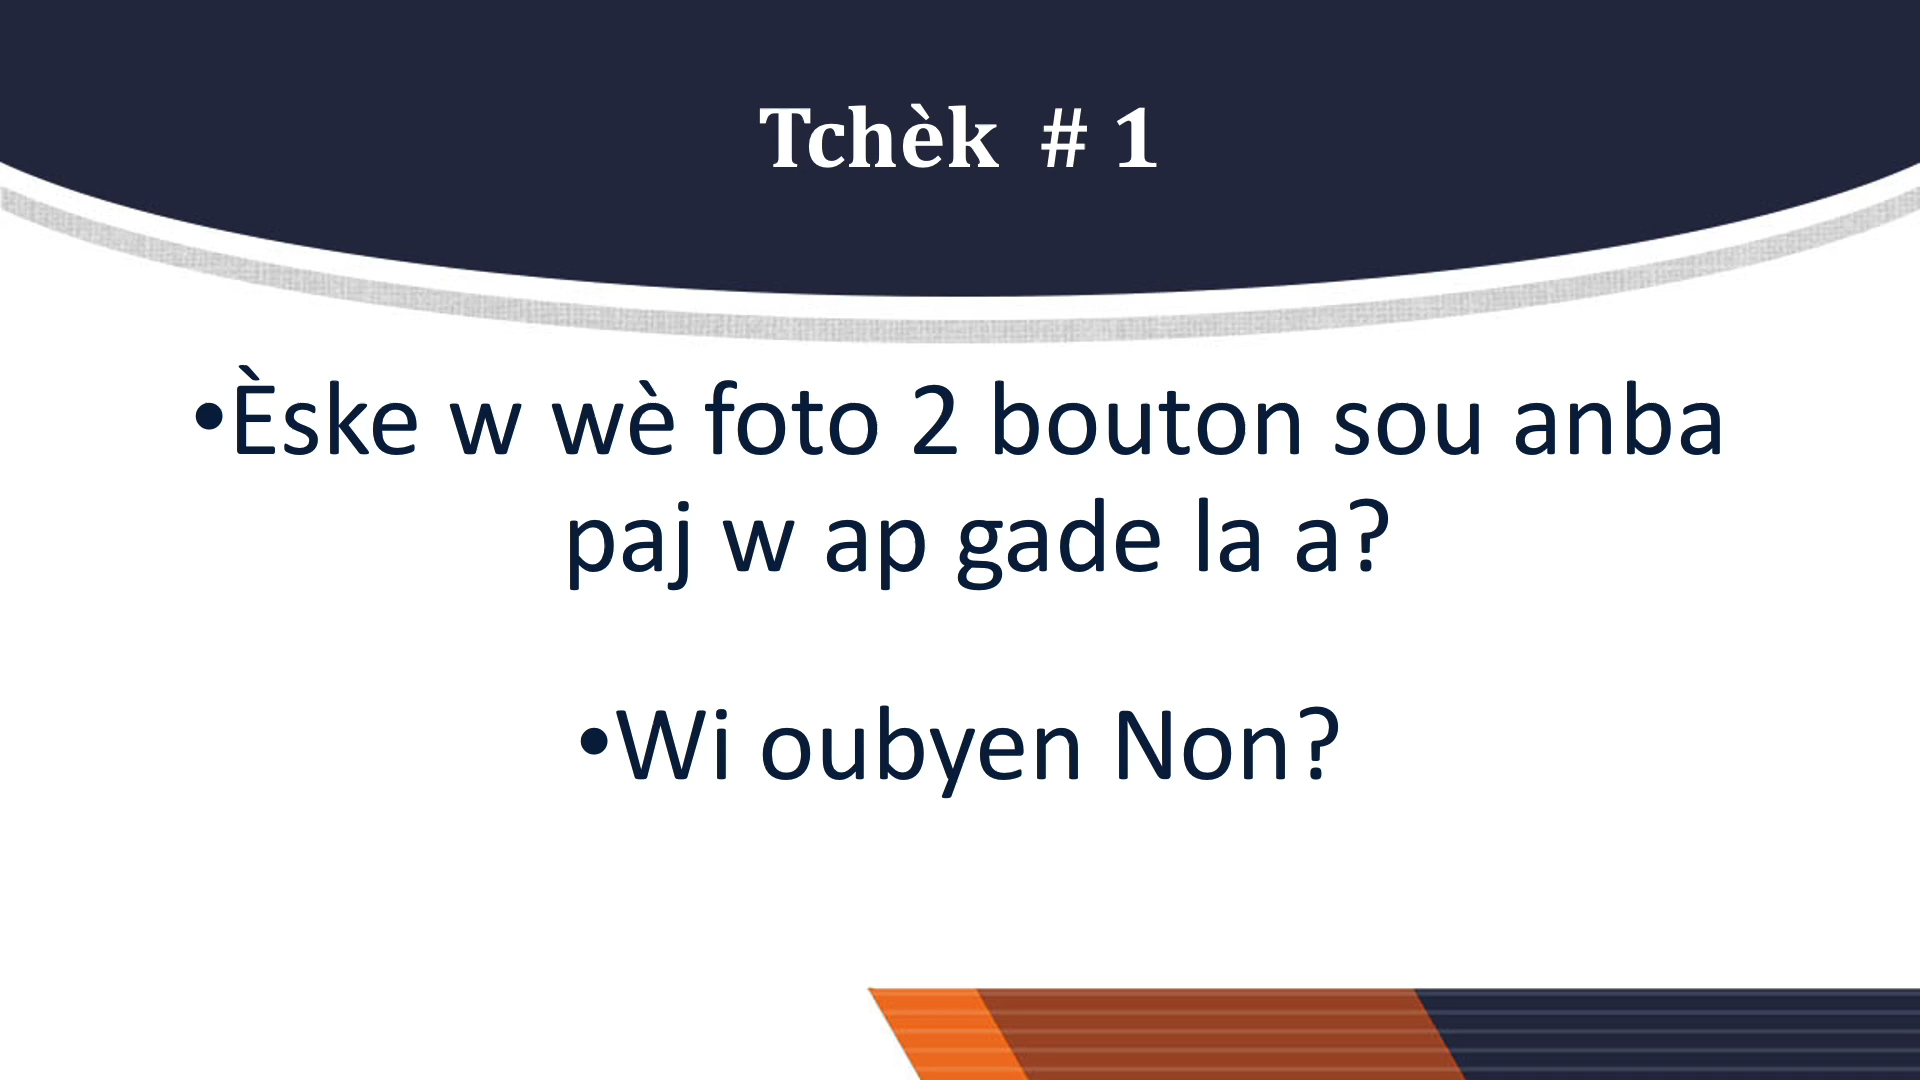 Tchèk # 1
•Èske w wè foto 2 bouton sou anba
paj w ap gade la a?
•Wi oubyen Non?